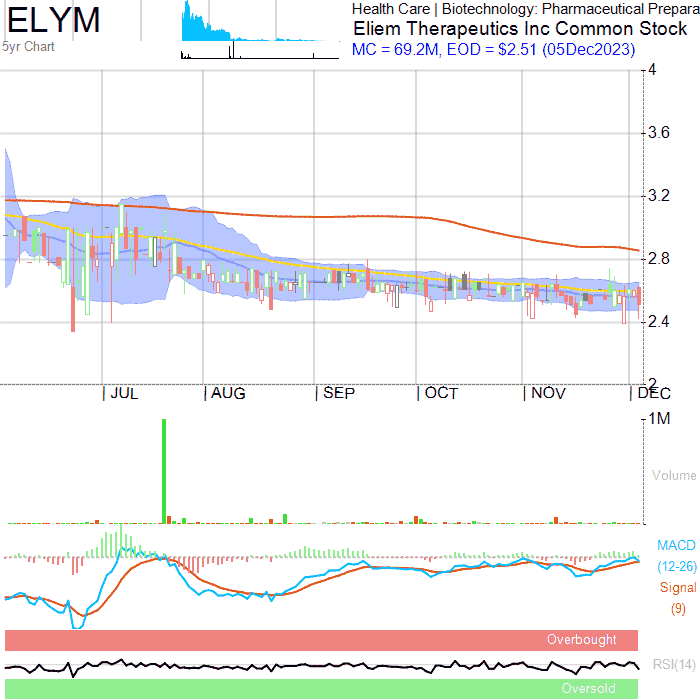 ELYM
5yr Chart
Health Care | Biotechnology: Pharmaceutical Prepara
Eliem Therapeutics Inc Common Stock
MC = 69.2M, EOD = $2.51 (05Dec2023)
4
3.6
3.2
2.8
2.4
2
| JUL | AUG | SEP | OCT | NOV | DEC
1M
Volume
MACD
(12-26)
Signal
(9)
Overbought
RSI(14)
Oversold